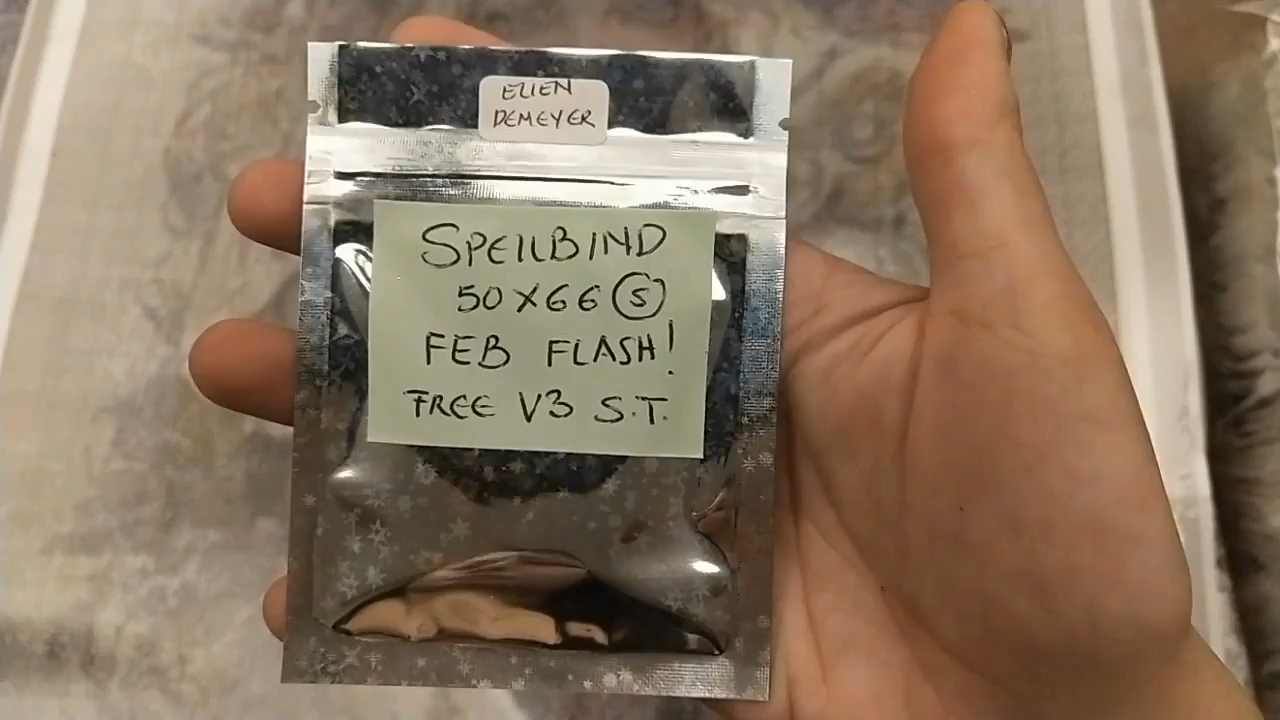 ELIEN
DEMEYER
SPELLBIND
50X66 (S)
FEB FLASH!
FREE V3 S.T.